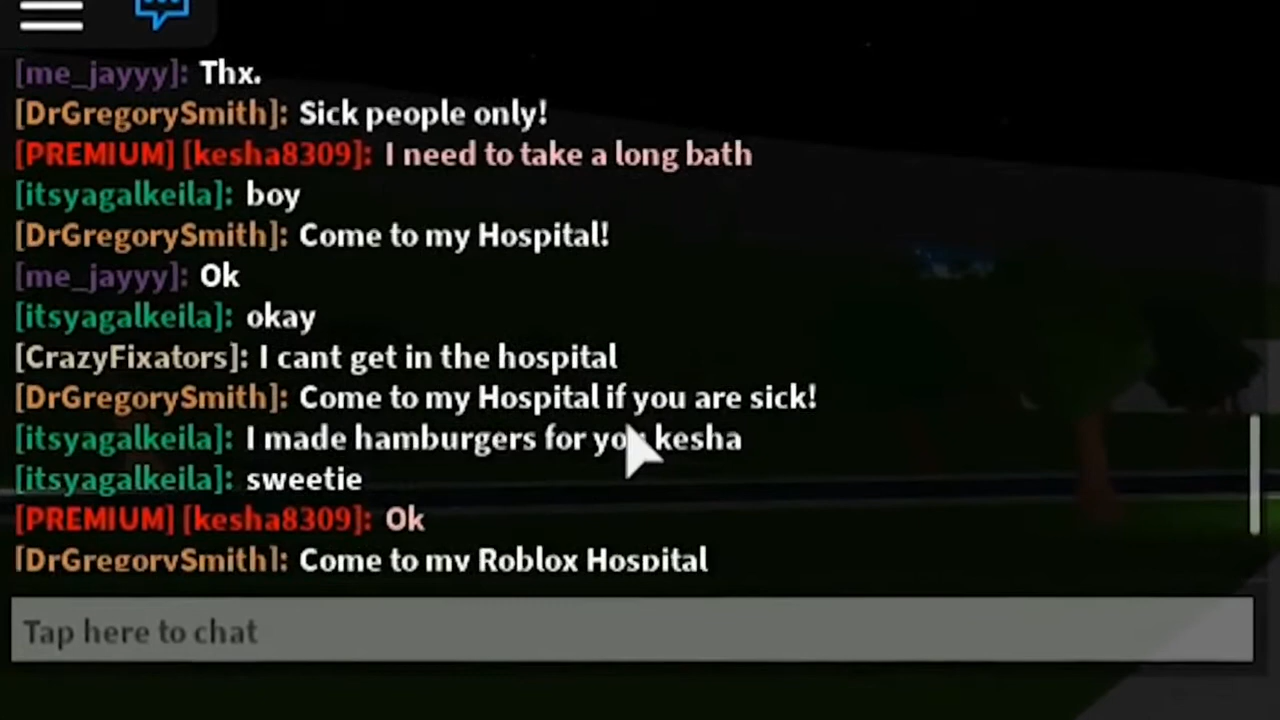 [me_jayyy]: Thx.
[DrGregorySmith]: Sick people only!
[PREMIUM] [kesha8309]: I need to take a long bath
[itsyagalkeila]: boy
[DrGregorySmith]: Come to my Hospital!
[me_jayyy]: Ok
[itsyagalkeila]: okay
[CrazyFixators]: I cant get in the hospital
[DrGregorySmith]: Come to my Hospital if you are sick!
[itsyagalkeila]: I made hamburgers for you kesha
[itsyagalkeila]: sweetie
[PREMIUM] [kesha8309]: Ok
[DrGregorySmith]: Come to my Roblox Hospital
Tap here to chat